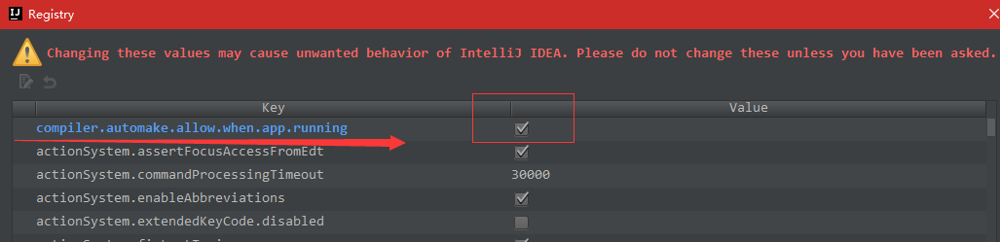 IJ Registry
Changing these values may cause unwanted behavior of IntelliJ IDEA. Please do not change these unless you have been asked.
Key Value
compiler.automake.allow.when.app.running
actionSystem.assertFocusAccessFromEdt
actionSystem.commandProcessingTimeout 30000
actionSystem.enableAbbreviations
actionSystem.extendedKeyCode.disabled